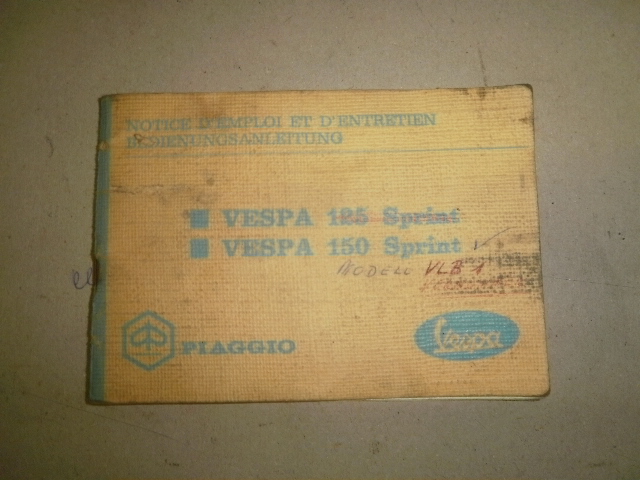 NOTICE D'EMPLOI ET D'ENTRETIEN
BEDIENUNGSANLEITUNG
VESPA 125 Sprint
VESPA 150 Sprint
MODELO VLB 1
PIAGGIO
Vespa